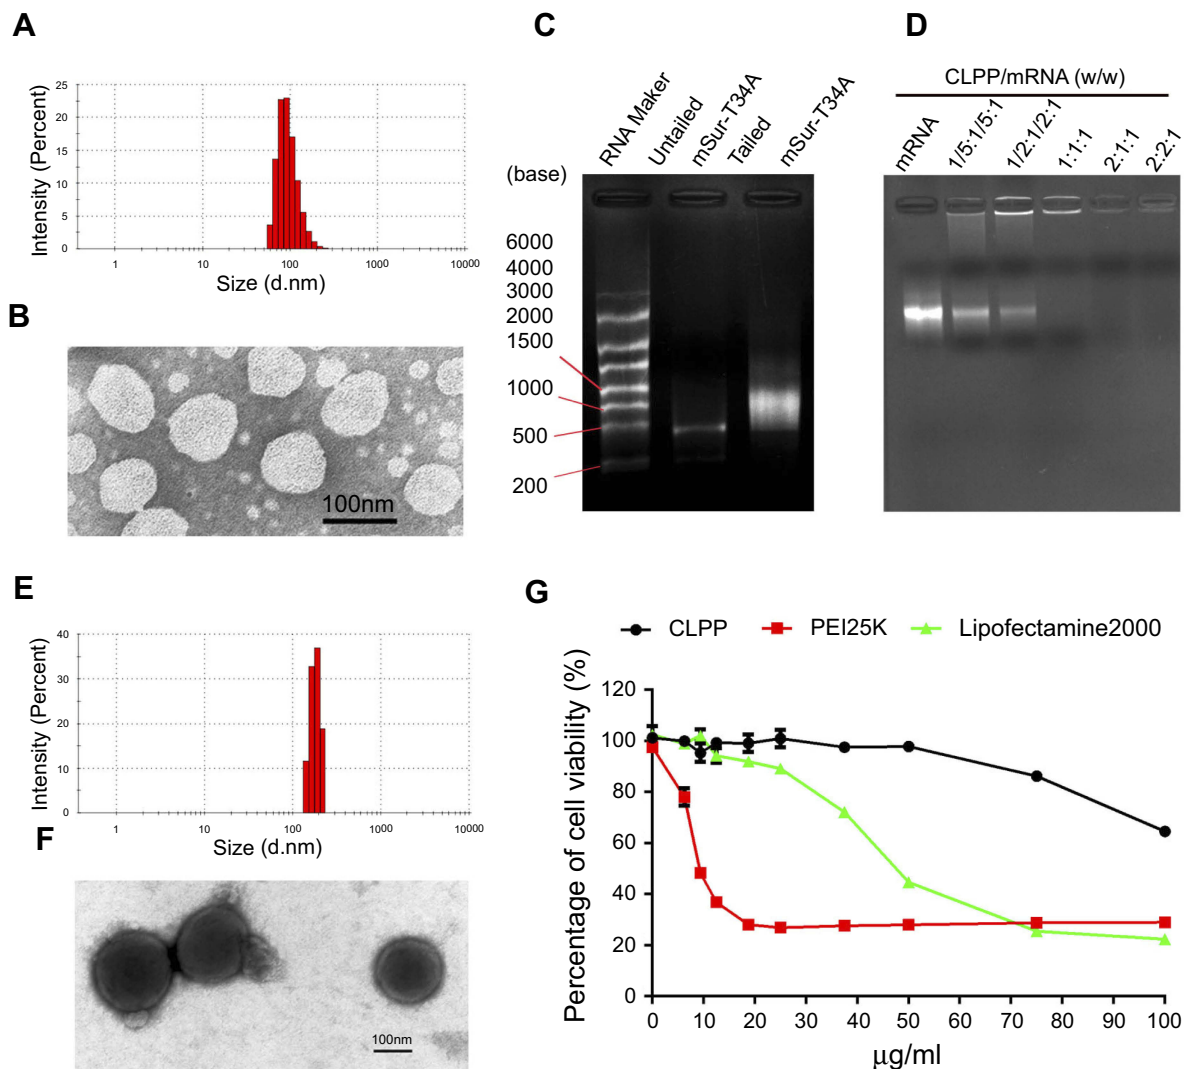 A
Intensity (Percent)
25
20
15
10
5
0
1
10
100
1000
10000
Size (d.nm)
B
100nm
C
RNA Maker
Untailed
mSur-T34A
Tailed
mSur-T34A
(base)
6000
4000
3000
2000
1500
1000
500
200
D
CLPP/mRNA (w/w)
mRNA
1/5:1/5:1
1/2:1/2:1
1:1:1
2:1:1
2:2:1
E
Intensity (Percent)
40
30
20
10
0
1
10
100
1000
10000
Size (d.nm)
F
100nm
G
CLPP
PEI25K
Lipofectamine2000
Percentage of cell viability (%)
120
100
80
60
40
20
0
0
10
20
30
40
50
60
70
80
90
100
µg/ml